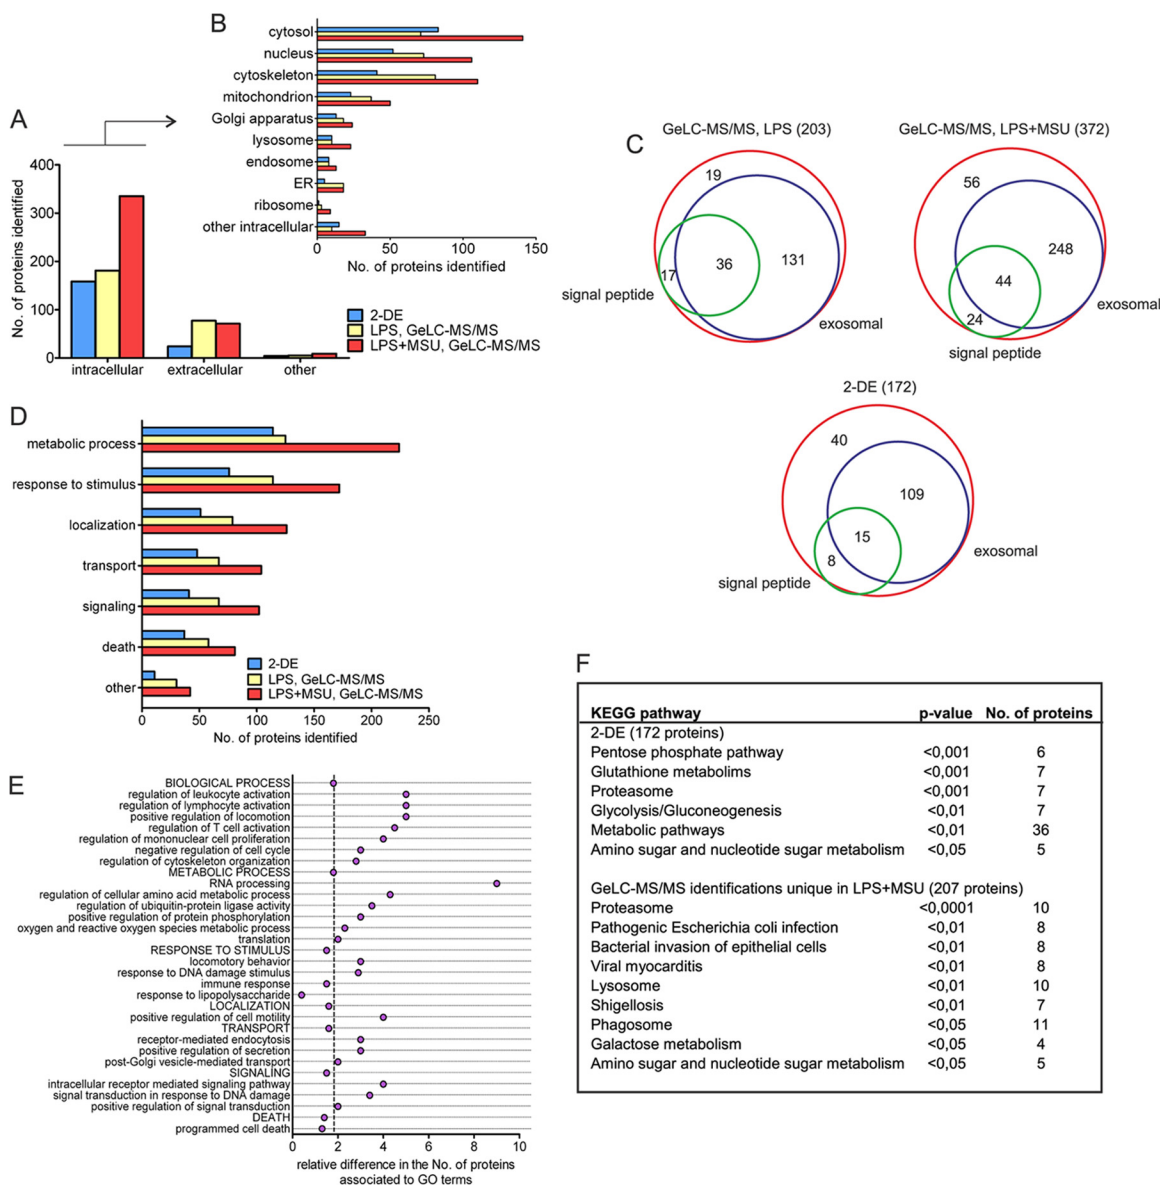 A
No. of proteins identified
400
300
200
100
0
intracellular
extracellular
other
2-DE
LPS, GeLC-MS/MS
LPS+MSU, GeLC-MS/MS
B
cytosol
nucleus
cytoskeleton
mitochondrion
Golgi apparatus
lysosome
endosome
ER
ribosome
other intracellular
0
50
100
150
No. of proteins identified
C
GeLC-MS/MS, LPS (203)
19
36
131
17
signal peptide
exosomal
GeLC-MS/MS, LPS+MSU (372)
56
248
44
24
exosomal
signal peptide
2-DE (172)
40
109
15
8
exosomal
signal peptide
D
metabolic process
response to stimulus
localization
transport
signaling
death
other
2-DE
LPS, GeLC-MS/MS
LPS+MSU, GeLC-MS/MS
0
50
100
150
200
250
No. of proteins identified
E
BIOLOGICAL PROCESS
regulation of leukocyte activation
regulation of lymphocyte activation
positive regulation of locomotion
regulation of T cell activation
regulation of mononuclear cell proliferation
negative regulation of cell cycle
regulation of cytoskeleton organization
METABOLIC PROCESS
RNA processing
regulation of cellular amino acid metabolic process
regulation of ubiquitin-protein ligase activity
positive regulation of protein phosphorylation
oxygen and reactive oxygen species metabolic process
translation
RESPONSE TO STIMULUS
locomotory behavior
response to DNA damage stimulus
immune response
response to lipopolysaccharide
LOCALIZATION
positive regulation of cell motility
TRANSPORT
receptor-mediated endocytosis
positive regulation of secretion
post-Golgi vesicle-mediated transport
SIGNALING
intracellular receptor mediated signaling pathway
signal transduction in response to DNA damage
positive regulation of signal transduction
DEATH
programmed cell death
0
2
4
6
8
10
relative difference in the No. of proteins
associated to GO terms
F
KEGG pathway p-value No. of proteins
2-DE (172 proteins)
Pentose phosphate pathway <0,001 6
Glutathione metabolims <0,001 7
Proteasome <0,001 7
Glycolysis/Gluconeogenesis <0,01 7
Metabolic pathways <0,01 36
Amino sugar and nucleotide sugar metabolism <0,05 5
GeLC-MS/MS identifications unique in LPS+MSU (207 proteins)
Proteasome <0,0001 10
Pathogenic Escherichia coli infection <0,01 8
Bacterial invasion of epithelial cells <0,01 8
Viral myocarditis <0,01 8
Lysosome <0,01 10
Shigellosis <0,01 7
Phagosome <0,05 11
Galactose metabolism <0,05 4
Amino sugar and nucleotide sugar metabolism <0,05 5